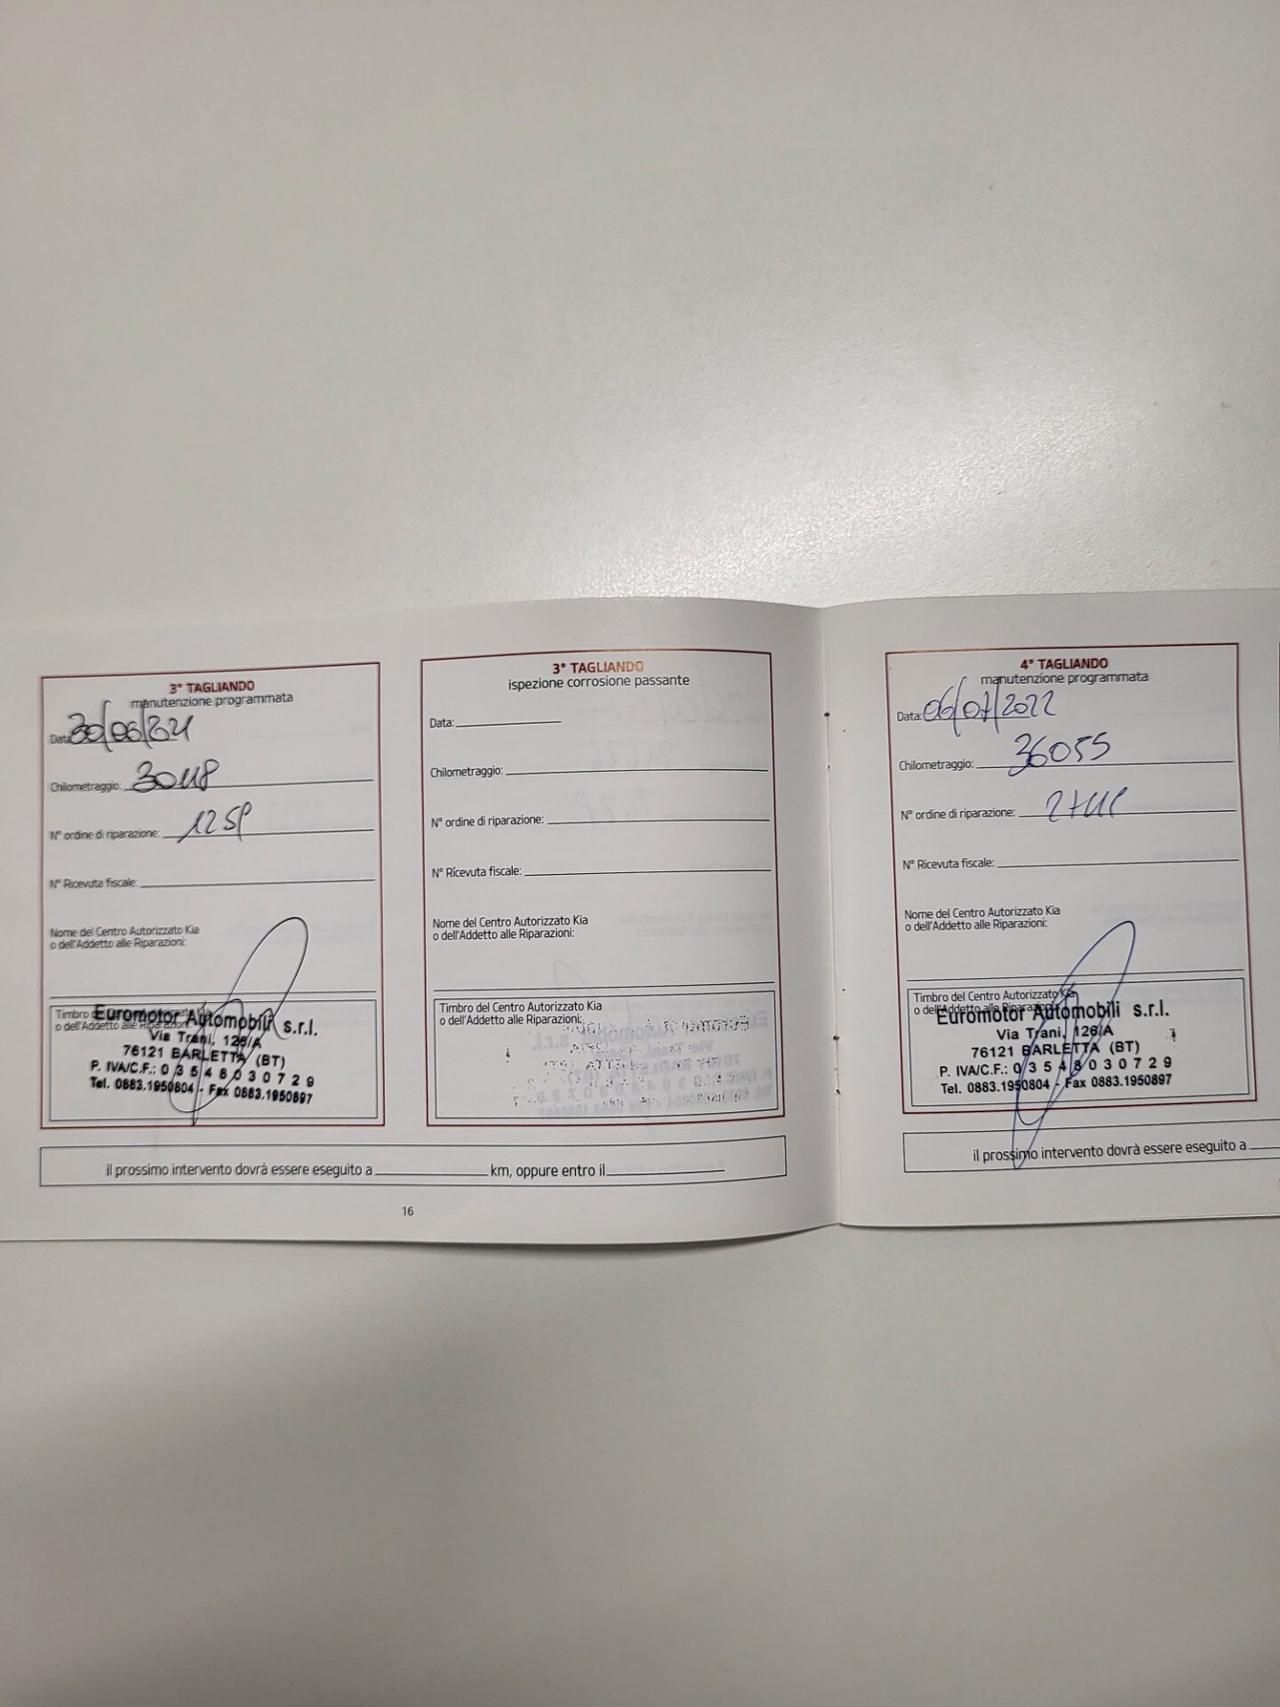 3° TAGLIANDO
manutenzione programmata
Data: 30/06/2021
Chilometraggio: 30118
N° ordine di riparazione:
N° Ricevuta fiscale:
Nome del Centro Autorizzato Kia
o dell'Addetto alle Riparazioni:
Timbro del Centro Autorizzato Kia
o dell'Addetto alle Riparazioni:
Euromotor Automobili s.r.l.
Via Trani, 126/A
76121 BARLETTA (BT)
P. IVA/C.F.: 0 3 5 4 8 0 3 0 7 2 9
Tel. 0883.1950804 - Fax 0883.1950897
3° TAGLIANDO
ispezione corrosione passante
Data:
Chilometraggio:
N° ordine di riparazione:
N° Ricevuta fiscale:
Nome del Centro Autorizzato Kia
o dell'Addetto alle Riparazioni:
Timbro del Centro Autorizzato Kia
o dell'Addetto alle Riparazioni:
il prossimo intervento dovrà essere eseguito a km, oppure entro il
16
4° TAGLIANDO
manutenzione programmata
Data: 06/07/2022
Chilometraggio: 36055
N° ordine di riparazione:
N° Ricevuta fiscale:
Nome del Centro Autorizzato Kia
o dell'Addetto alle Riparazioni:
Timbro del Centro Autorizzato Kia
o dell'Addetto alle Riparazioni:
Euromotor Automobili s.r.l.
Via Trani, 126/A
76121 BARLETTA (BT)
P. IVA/C.F.: 0 3 5 4 8 0 3 0 7 2 9
Tel. 0883.1950804 - Fax 0883.1950897
il prossimo intervento dovrà essere eseguito a